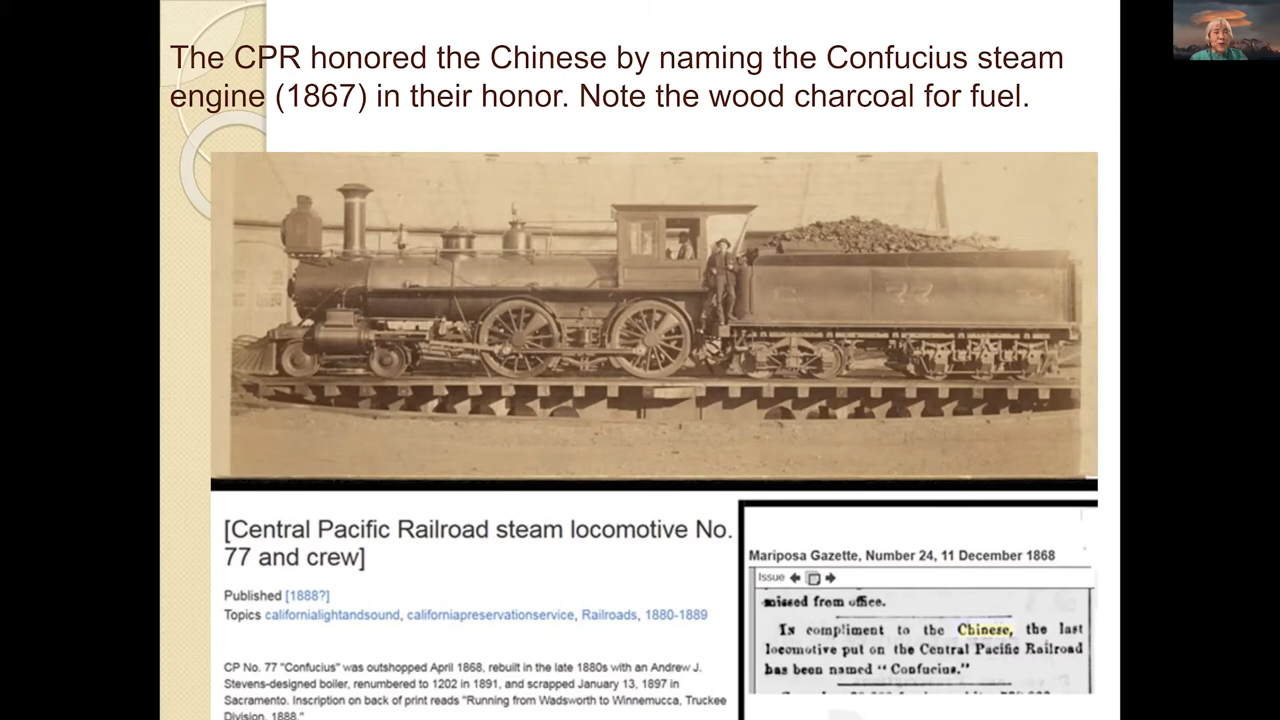 The CPR honored the Chinese by naming the Confucius steam
engine (1867) in their honor. Note the wood charcoal for fuel.
77
[Central Pacific Railroad steam locomotive No.
77 and crew]
Published [1888?]
Topics californialightandsound, californiapreservationservice, Railroads, 1880-1889
CP No. 77 "Confucius" was outshopped April 1868, rebuilt in the late 1880s with an Andrew J.
Stevens-designed boiler, renumbered to 1202 in 1891, and scrapped January 13, 1897 in
Sacramento. Inscription on back of print reads "Running from Wadsworth to Winnemucca, Truckee
Division, 1888."
Mariposa Gazette, Number 24, 11 December 1868
Issue
missed from office.
In compliment to the Chinese, the last
locomotive put on the Central Pacific Railroad
has been named "Confucius."